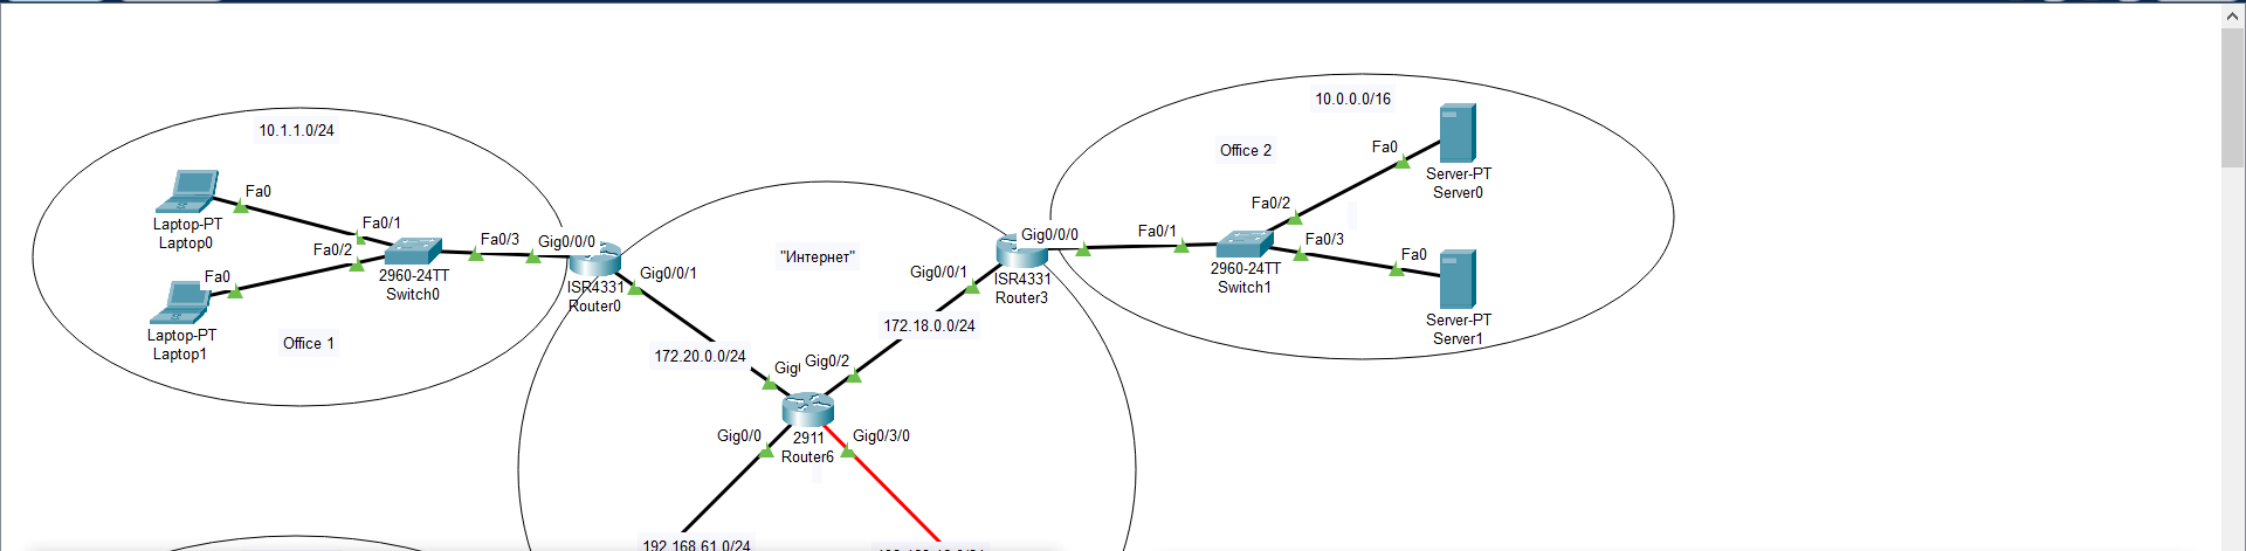 10.1.1.0/24
Fa0
Laptop-PT
Laptop0
Fa0/1
Fa0/2
Fa0
Laptop-PT
Laptop1
2960-24TT
Switch0
Fa0/3
Gig0/0/0
Office 1
ISR4331
Router0
Gig0/0/1
"Интернет"
172.20.0.0/24
172.18.0.0/24
Gig0/2
Gig0/0
2911
Router6
Gig0/3/0
192.168.61.0/24
Gig0/0/1
Gig0/0/0
ISR4331
Router3
10.0.0.0/16
Office 2
Fa0/1
Fa0/2
Fa0/3
2960-24TT
Switch1
Fa0
Server-PT
Server0
Fa0
Server-PT
Server1